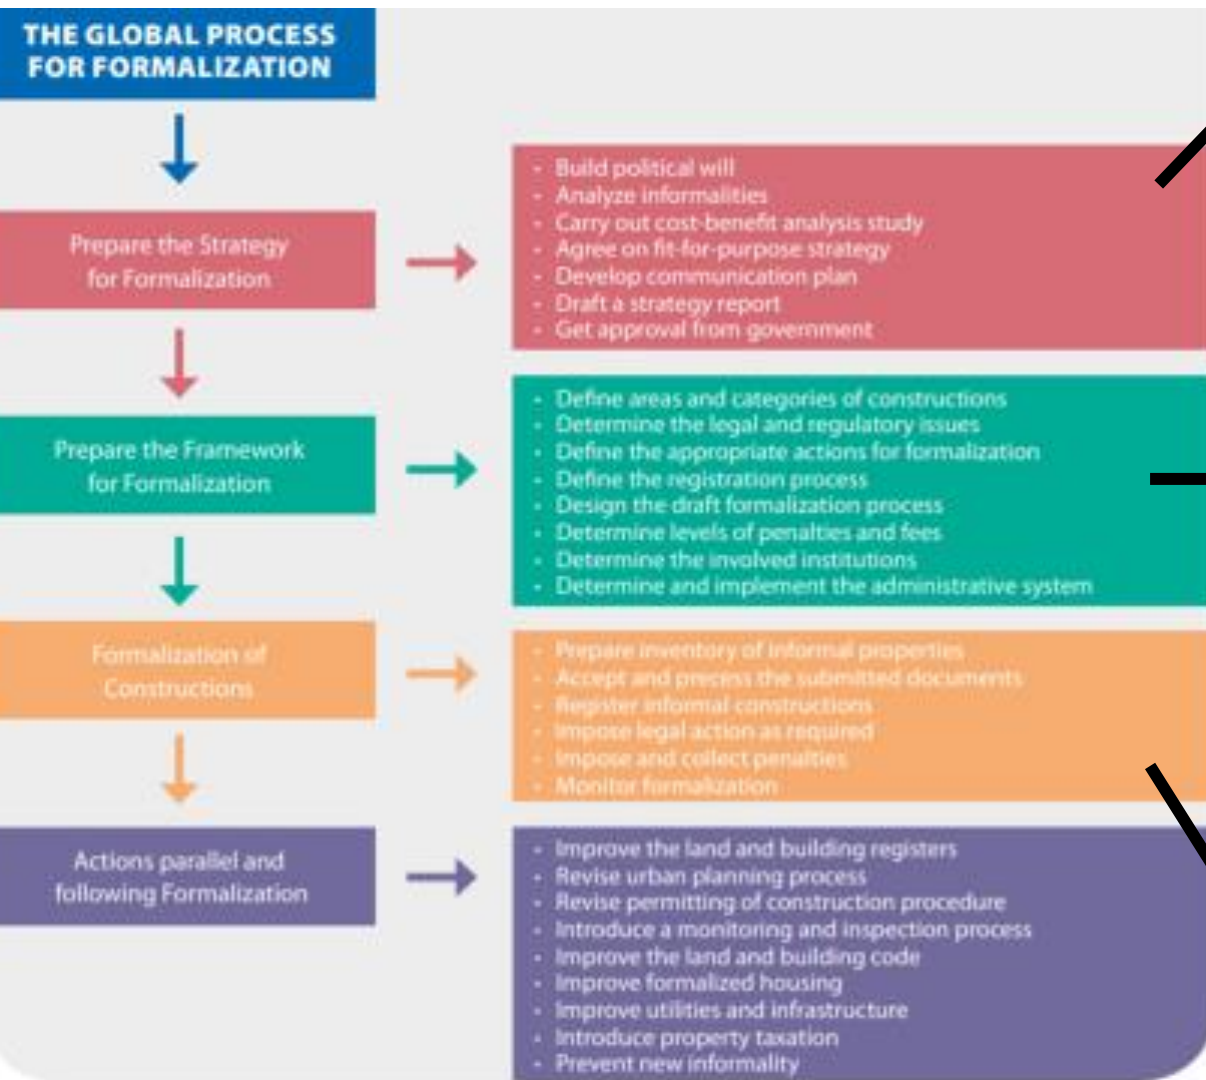 THE GLOBAL PROCESS
FOR FORMALIZATION
Prepare the Strategy
for Formalization
- Build political will
- Analyze informalities
- Carry out cost-benefit analysis study
- Agree on fit-for-purpose strategy
- Develop communication plan
- Draft a strategy report
- Get approval from government
Prepare the Framework
for Formalization
- Define areas and categories of constructions
- Determine the legal and regulatory issues
- Define the appropriate actions for formalization
- Define the registration process
- Design the draft formalization process
- Determine levels of penalties and fees
- Determine the involved institutions
- Determine and implement the administrative system
Formalization of
Constructions
- Prepare inventory of informal properties
- Accept and precess the submitted documents
- Register informal constructions
- Impose legal action as required
- Impose and collect penalties
- Monitor formalization
Actions parallel and
following Formalization
- Improve the land and building registers
- Revise urban planning process
- Revise permitting of construction procedure
- Introduce a monitoring and inspection process
- Improve the land and building code
- Improve formalized housing
- Improve utilities and infrastructure
- Introduce property taxation
- Prevent new informality